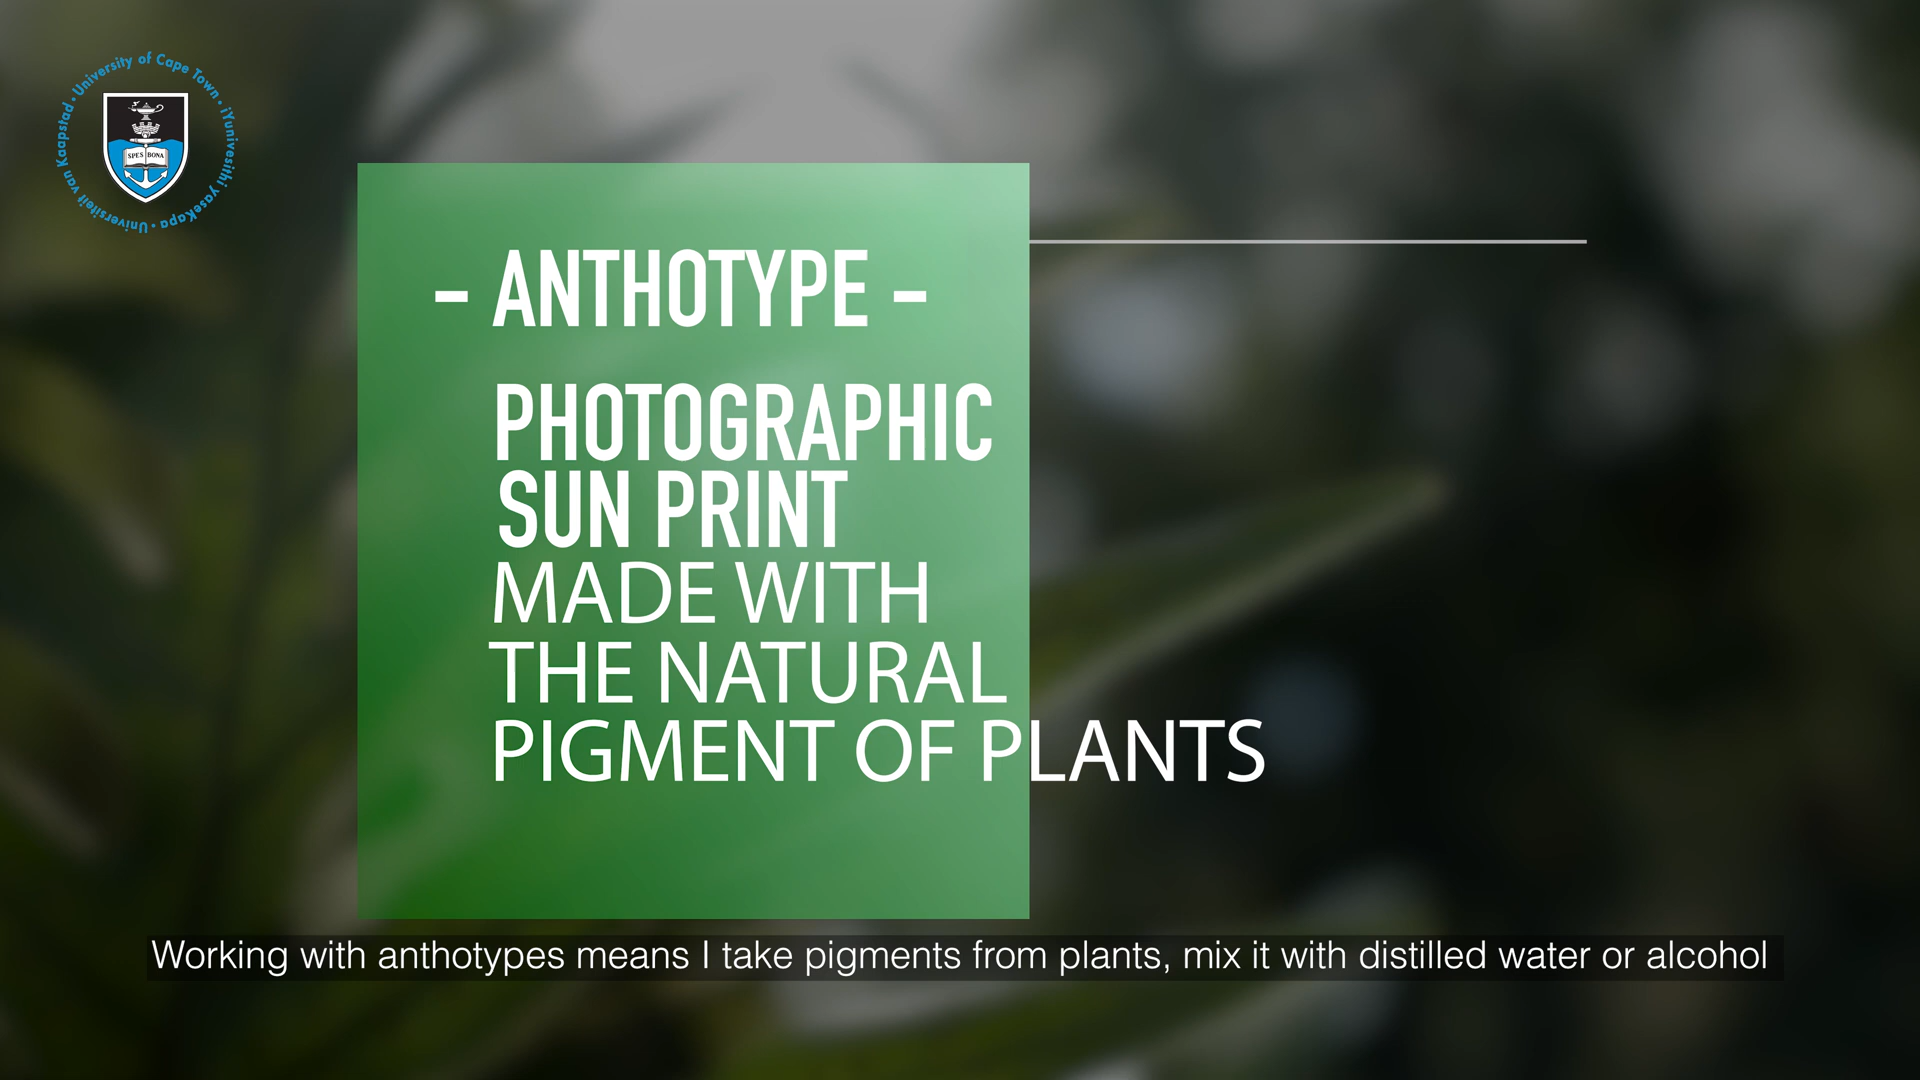 University of Cape Town • iYunivesithi yaseKapa • Universiteit van Kaapstad •
SPES BONA
- ANTHOTYPE -
PHOTOGRAPHIC
SUN PRINT
MADE WITH
THE NATURAL
PIGMENT OF PLANTS
Working with anthotypes means I take pigments from plants, mix it with distilled water or alcohol